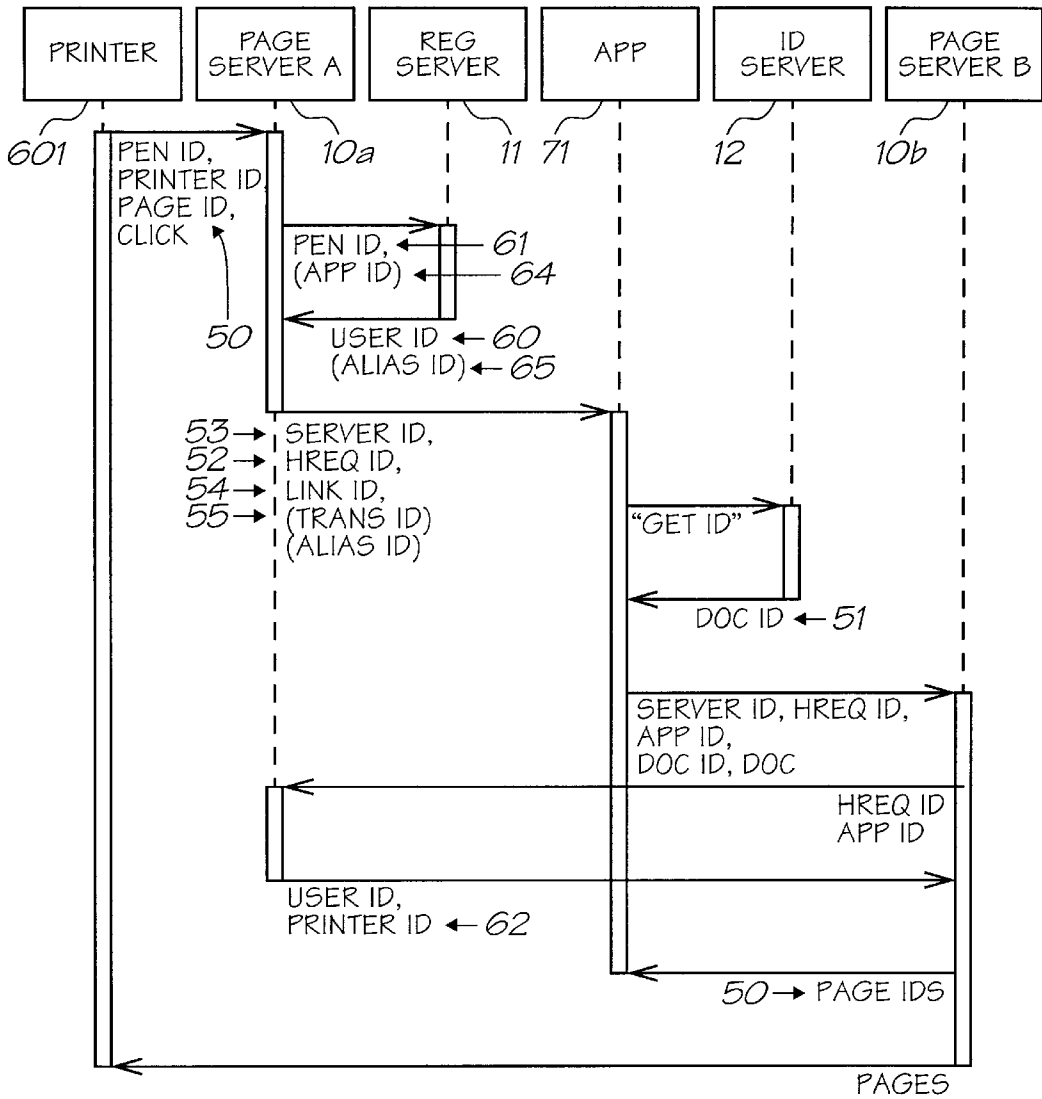 PRINTER
PAGE
SERVER A
REG
SERVER
APP
ID
SERVER
PAGE
SERVER B
601
10a
11
71
12
10b
PEN ID,
PRINTER ID,
PAGE ID,
CLICK
50
PEN ID,
61
(APP ID)
64
USER ID
60
(ALIAS ID)
65
53
SERVER ID,
52
HREQ ID,
54
LINK ID,
55
(TRANS ID)
(ALIAS ID)
"GET ID"
DOC ID
51
SERVER ID, HREQ ID,
APP ID,
DOC ID, DOC
HREQ ID
APP ID
USER ID,
PRINTER ID
62
50
PAGE IDS
PAGES